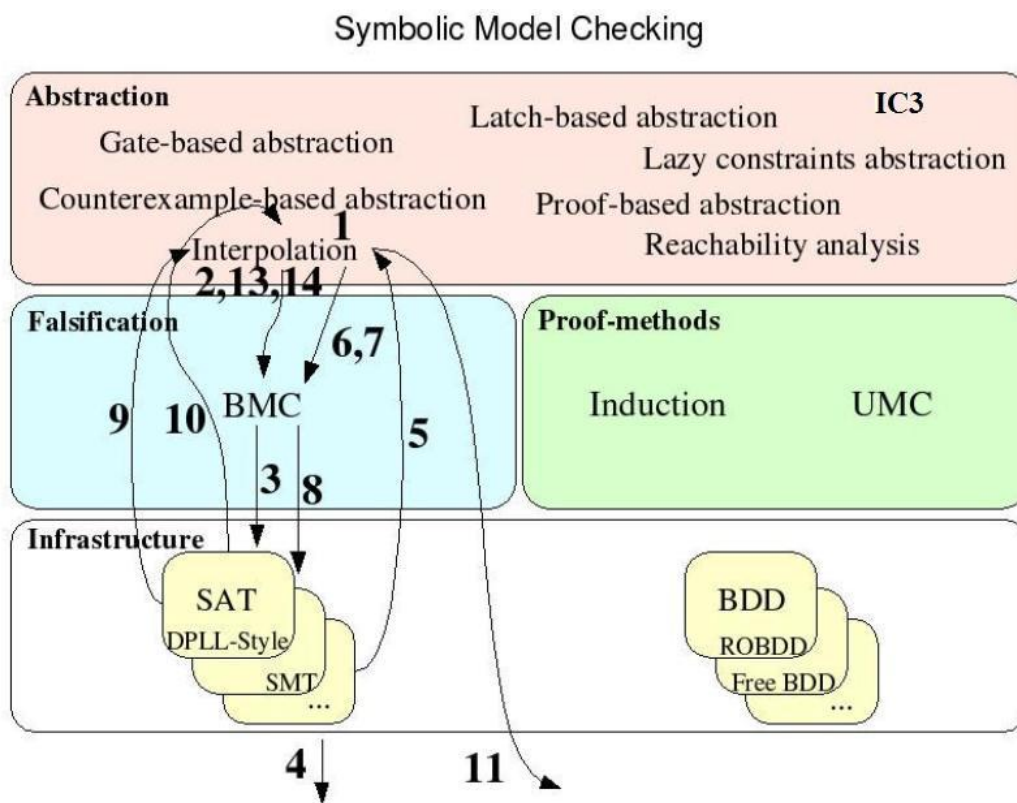 Symbolic Model Checking
Abstraction
IC3
Latch-based abstraction
Gate-based abstraction
Lazy constraints abstraction
Counterexample-based abstraction
Proof-based abstraction
1
Interpolation
Reachability analysis
2,13,14
Falsification
Proof-methods
6,7
BMC
Induction
UMC
9
10
5
3
8
Infrastructure
SAT
DPLL-Style
SMT
...
BDD
ROBDD
Free BDD
...
4
11